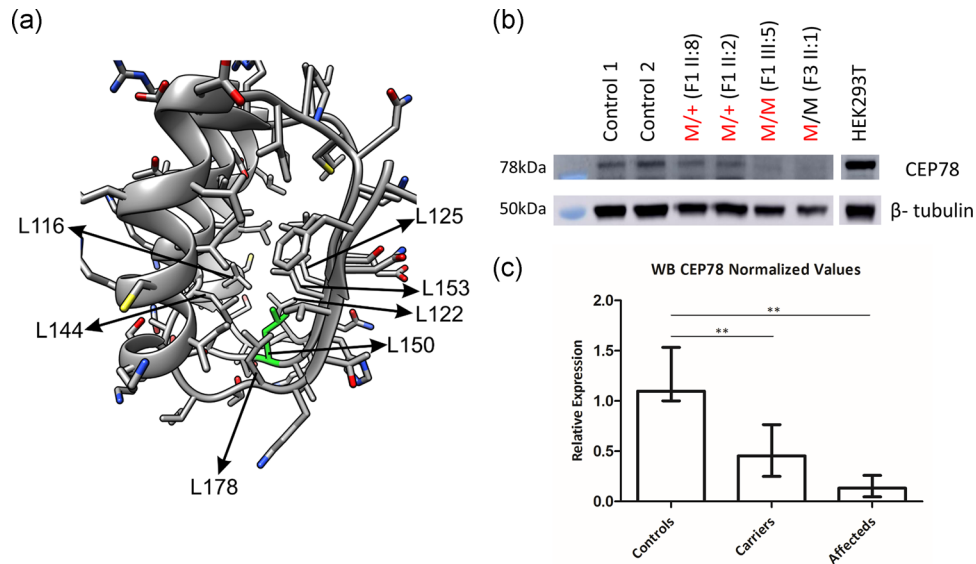 (a)
L116
L125
L153
L144
L122
L150
L178
(b)
Control 1
Control 2
M/+ (F1 II:8)
M/+ (F1 II:2)
M/M (F1 III:5)
M/M (F3 II:1)
HEK293T
78kDa
CEP78
50kDa
β- tubulin
(c)
WB CEP78 Normalized Values
Relative Expression
2.0
1.5
1.0
0.5
0.0
**
**
Controls
Carriers
Affecteds